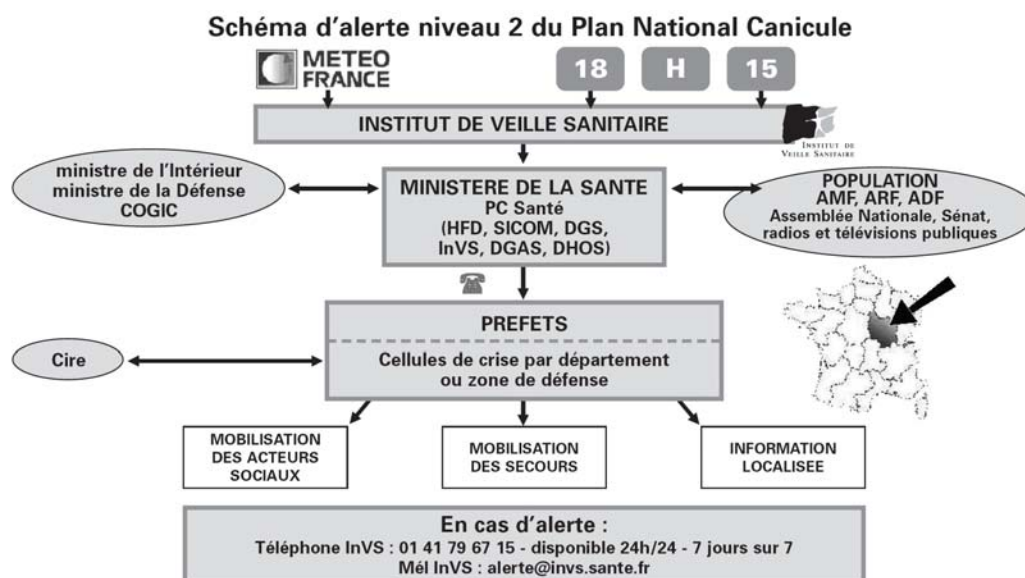 Schéma d'alerte niveau 2 du Plan National Canicule
METEO
FRANCE
18
H
15
INSTITUT DE VEILLE SANITAIRE
INSTITUT DE
VEILLE SANITAIRE
ministre de l'Intérieur
ministre de la Défense
COGIC
MINISTERE DE LA SANTE
PC Santé
(HFD, SICOM, DGS,
InVS, DGAS, DHOS)
POPULATION
AMF, ARF, ADF
Assemblée Nationale, Sénat,
radios et télévisions publiques
PREFETS
Cellules de crise par département
ou zone de défense
Cire
MOBILISATION
DES ACTEURS
SOCIAUX
MOBILISATION
DES SECOURS
INFORMATION
LOCALISEE
En cas d'alerte :
Téléphone InVS : 01 41 79 67 15 - disponible 24h/24 - 7 jours sur 7
Mél InVS : alerte@invs.sante.fr